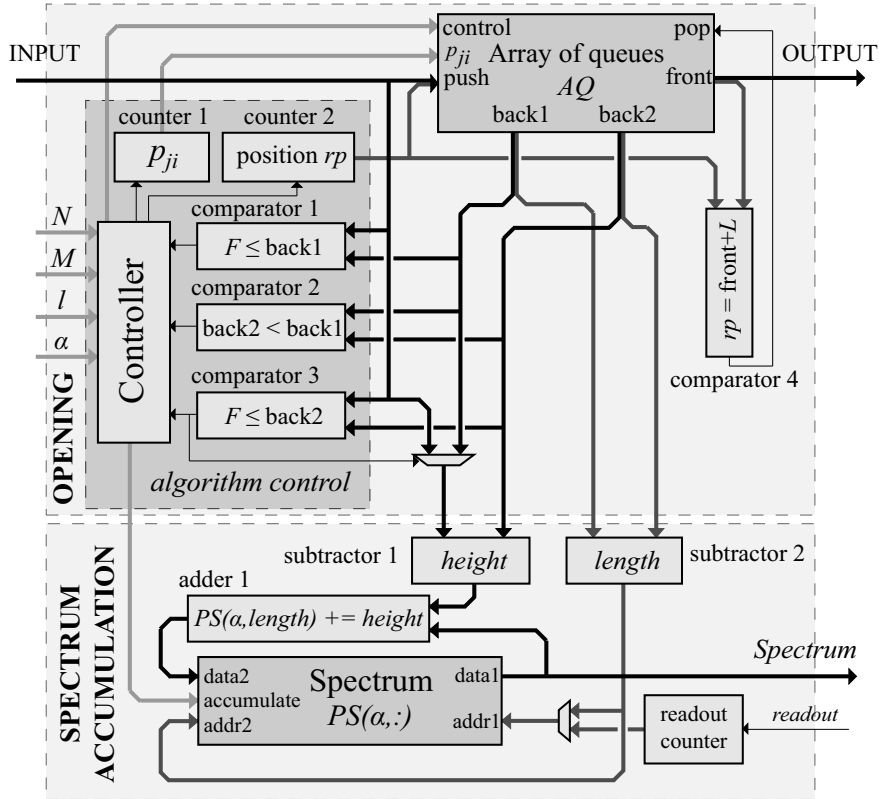 INPUT
OUTPUT
control
pop
p_ji
Array of queues
push
AQ
front
back1
back2
counter 1
counter 2
p_ji
position rp
comparator 1
N
F ≤ back1
M
comparator 2
l
back2 < back1
α
Controller
comparator 3
F ≤ back2
rp = front+L
comparator 4
OPENING
algorithm control
subtractor 1
height
length
subtractor 2
adder 1
PS(α,length) += height
SPECTRUM
ACCUMULATION
Spectrum
data2
Spectrum
data1
accumulate
addr2
PS(α,:)
addr1
readout
counter
readout